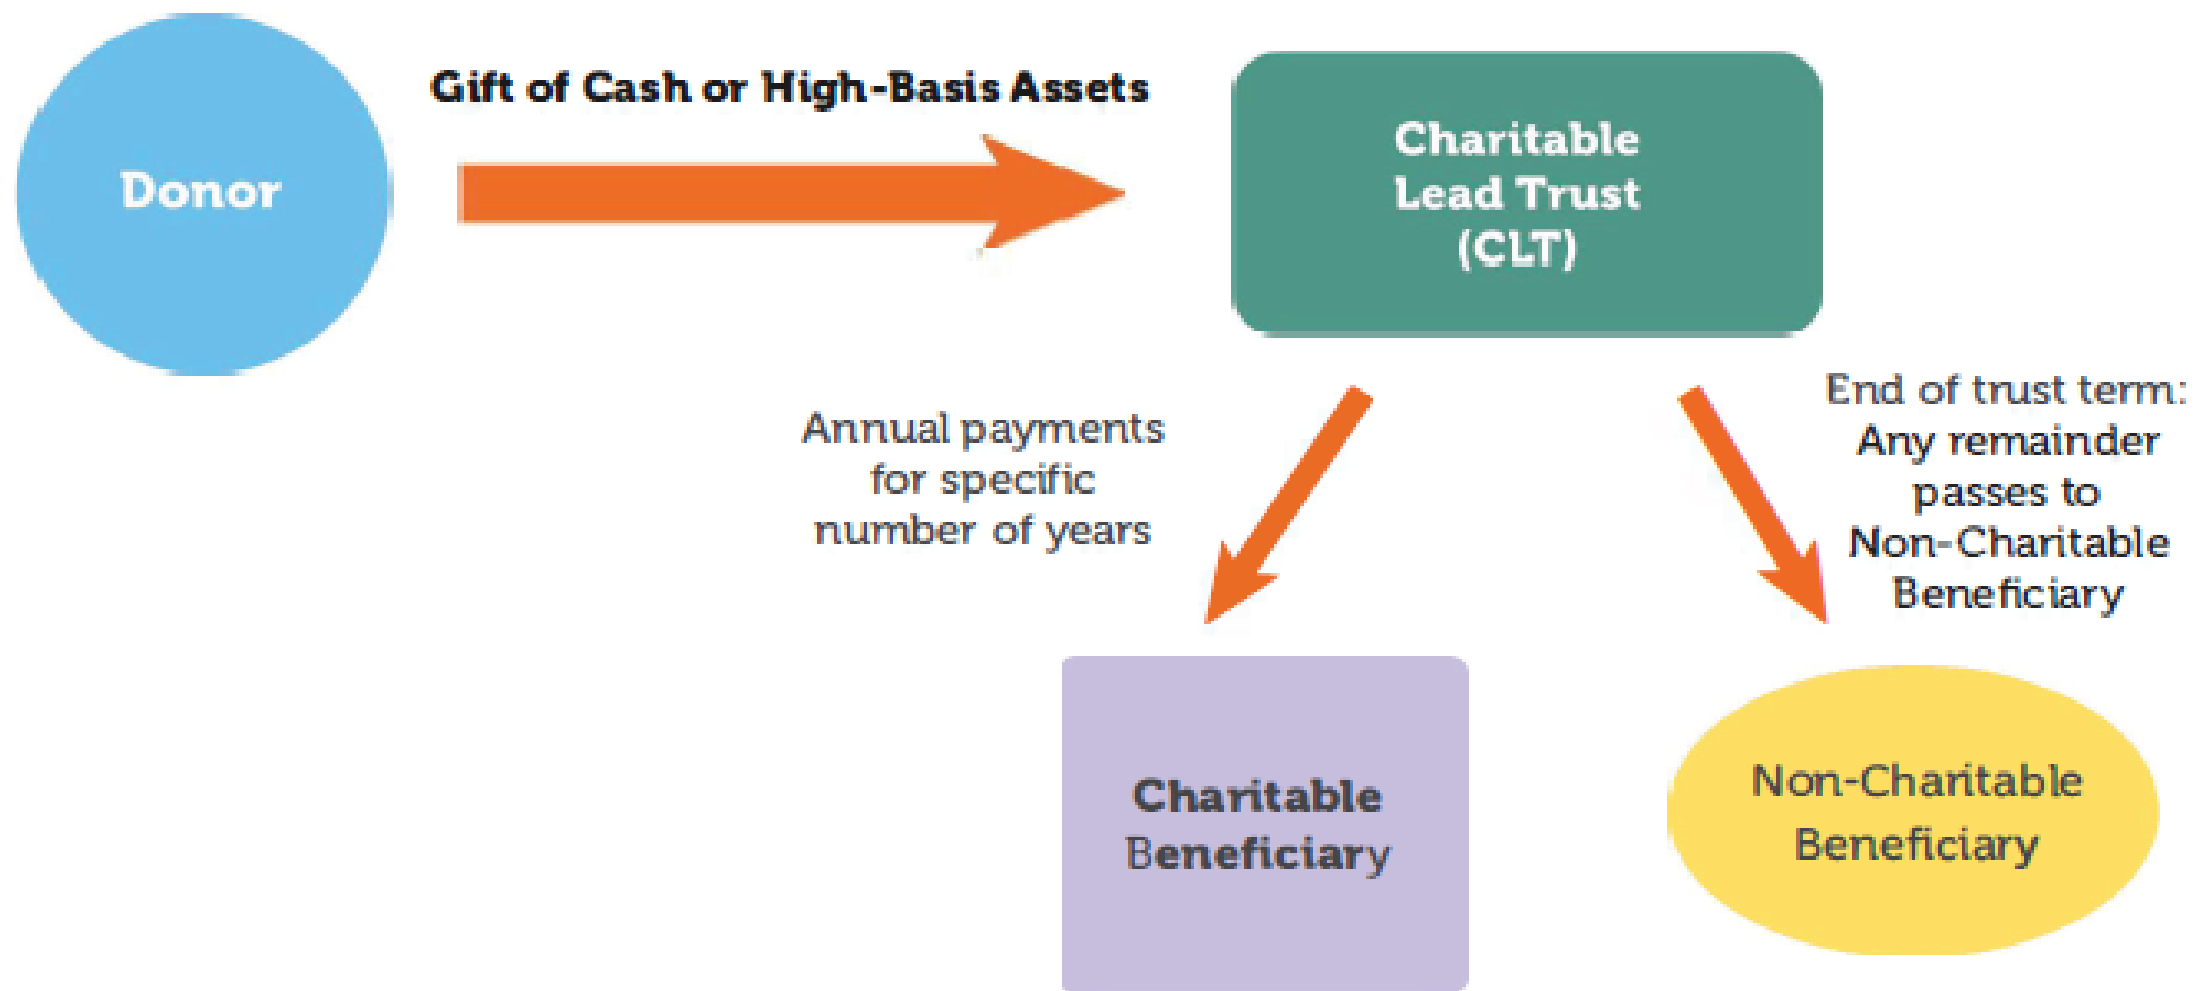 Donor
Gift of Cash or High-Basis Assets
Charitable
Lead Trust
(CLT)
Annual payments
for specific
number of years
End of trust term:
Any remainder
passes to
Non-Charitable
Beneficiary
Charitable
Beneficiary
Non-Charitable
Beneficiary